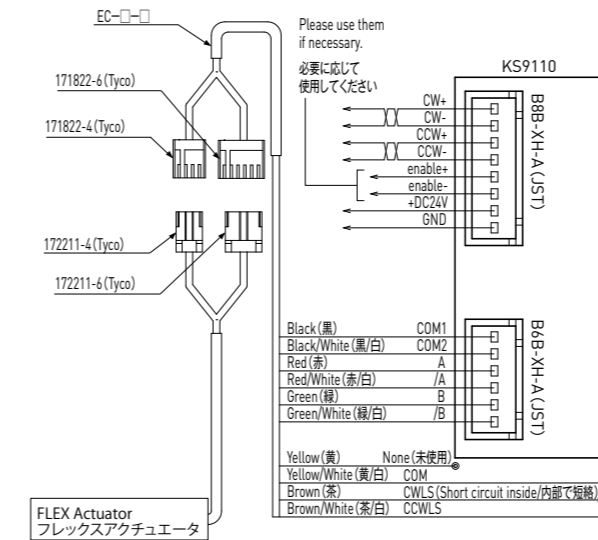 EC-□-□
171822-6(Tyco)
171822-4(Tyco)
172211-4(Tyco)
172211-6(Tyco)
FLEX Actuator
フレックスアクチュエータ
Please use them
if necessary.
必要に応じて
使用してください
KS9110
CW+
CW-
CCW+
CCW-
enable+
enable-
+DC24V
GND
B8B-XH-A(JST)
Black(黒) COM1
Black/White(黒/白) COM2
Red(赤) A
Red/White(赤/白) /A
Green(緑) B
Green/White(緑/白) /B
B6B-XH-A(JST)
Yellow(黄) None(未使用)
Yellow/White(黄/白) COM
Brown(茶) CWLS(Short circuit inside/内部で短絡)
Brown/White(茶/白) CCWLS